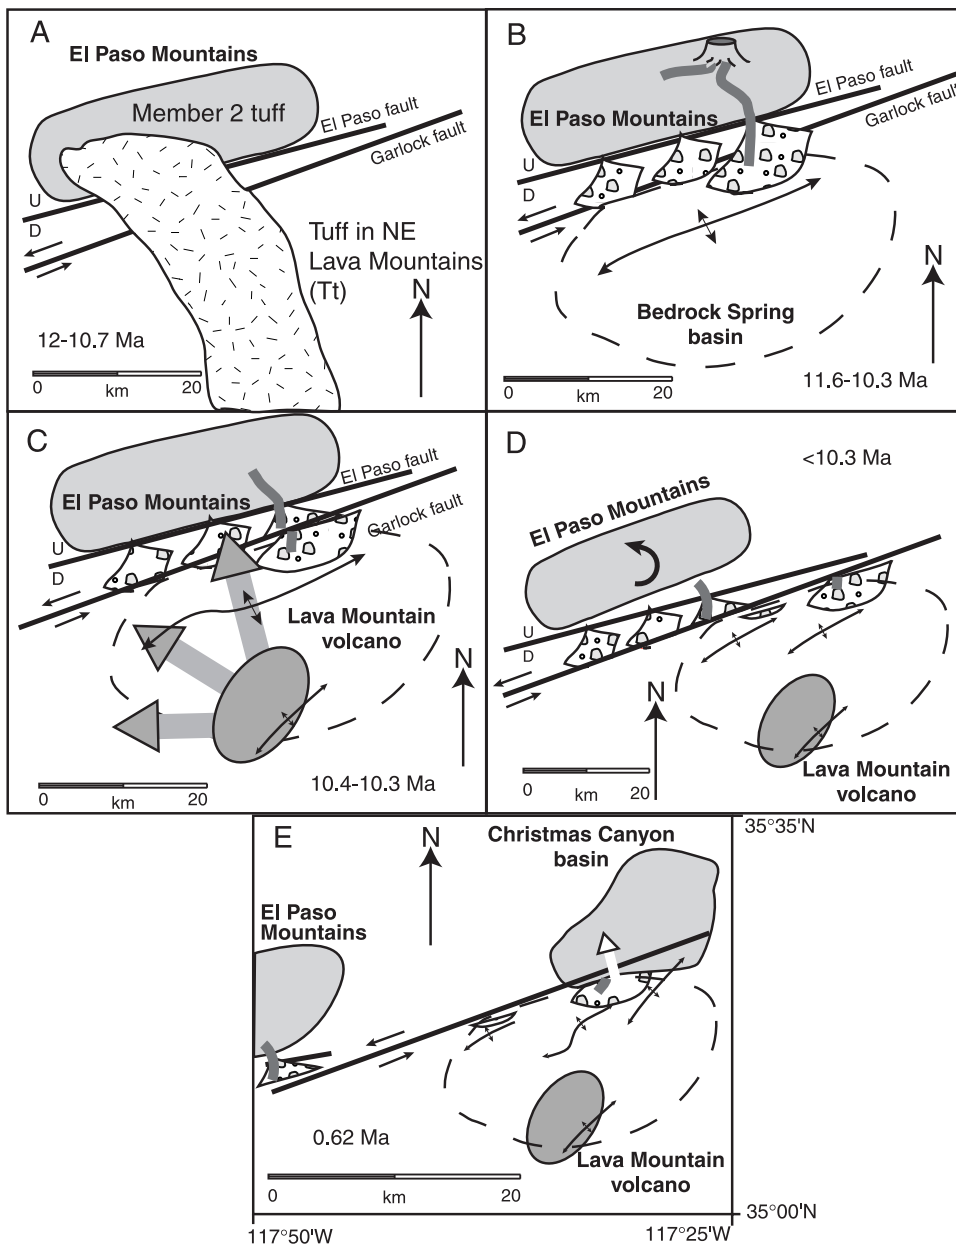 A
El Paso Mountains
Member 2 tuff
El Paso fault
Garlock fault
U
D
Tuff in NE
Lava Mountains
(Tt)
N
12-10.7 Ma
0
km
20
B
El Paso Mountains
El Paso fault
Garlock fault
U
D
Bedrock Spring
basin
N
0
km
20
11.6-10.3 Ma
C
El Paso Mountains
El Paso fault
Garlock fault
U
D
Lava Mountain
volcano
N
0
km
20
10.4-10.3 Ma
D
<10.3 Ma
El Paso Mountains
U
D
N
0
km
20
Lava Mountain
volcano
E
Christmas Canyon
basin
35°35'N
N
El Paso
Mountains
0.62 Ma
0
km
20
Lava Mountain
volcano
35°00'N
117°50'W
117°25'W